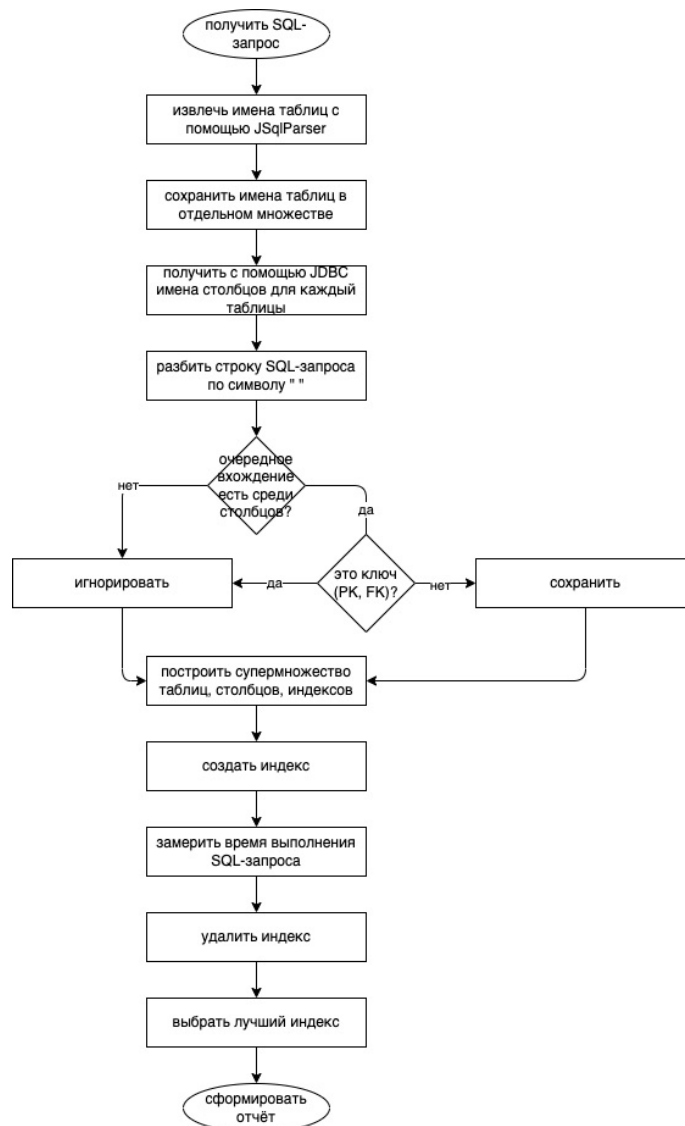 получить SQL-
запрос
извлечь имена таблиц с
помощью JSqlParser
сохранить имена таблиц в
отдельном множестве
получить с помощью JDBC
имена столбцов для каждый
таблицы
разбить строку SQL-запроса
по символу " "
очередное
вхождение
есть среди
столбцов?
нет
да
игнорировать
да
это ключ
(PK, FK)?
нет
сохранить
построить супермножество
таблиц, столбцов, индексов
создать индекс
замерить время выполнения
SQL-запроса
удалить индекс
выбрать лучший индекс
сформировать
отчёт